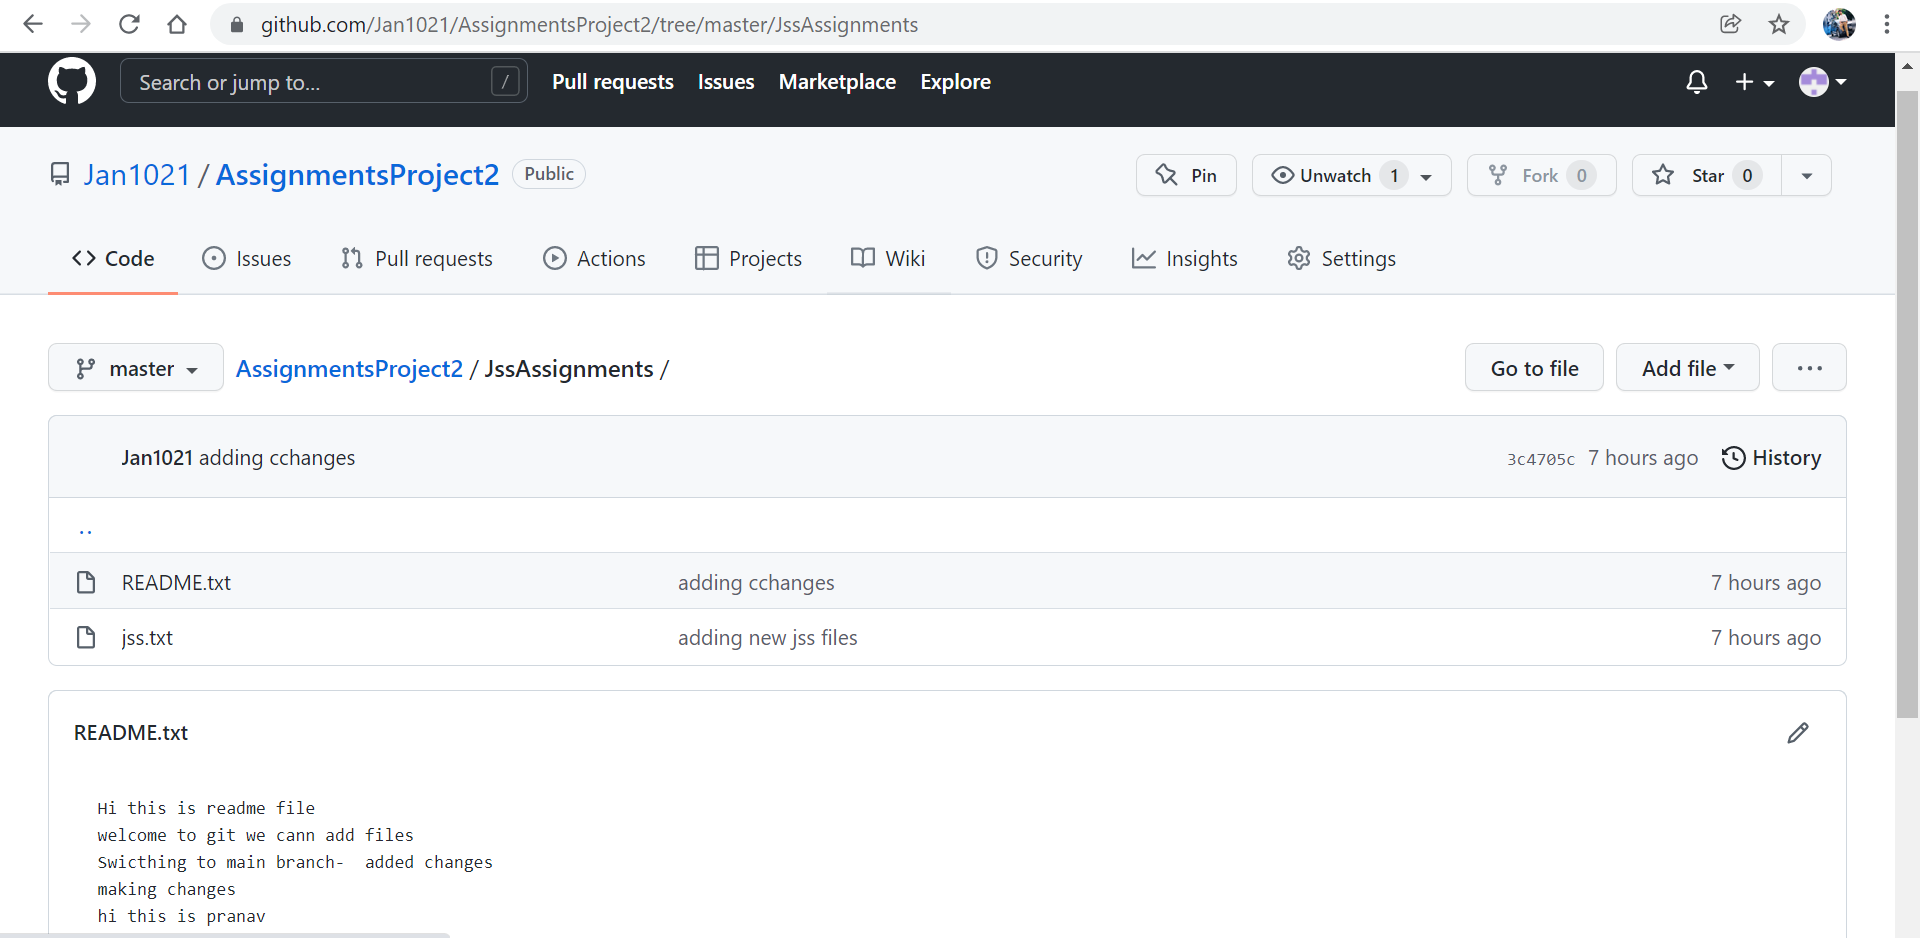 github.com/Jan1021/AssignmentsProject2/tree/master/JssAssignments
Search or jump to... / Pull requests Issues Marketplace Explore
Jan1021 / AssignmentsProject2 Public Pin Unwatch 1 Fork 0 Star 0
Code Issues Pull requests Actions Projects Wiki Security Insights Settings
master AssignmentsProject2 / JssAssignments / Go to file Add file ...
Jan1021 adding cchanges 3c4705c 7 hours ago History
..
README.txt adding cchanges 7 hours ago
jss.txt adding new jss files 7 hours ago
README.txt
Hi this is readme file
welcome to git we cann add files
Swicthing to main branch-  added changes
making changes
hi this is pranav